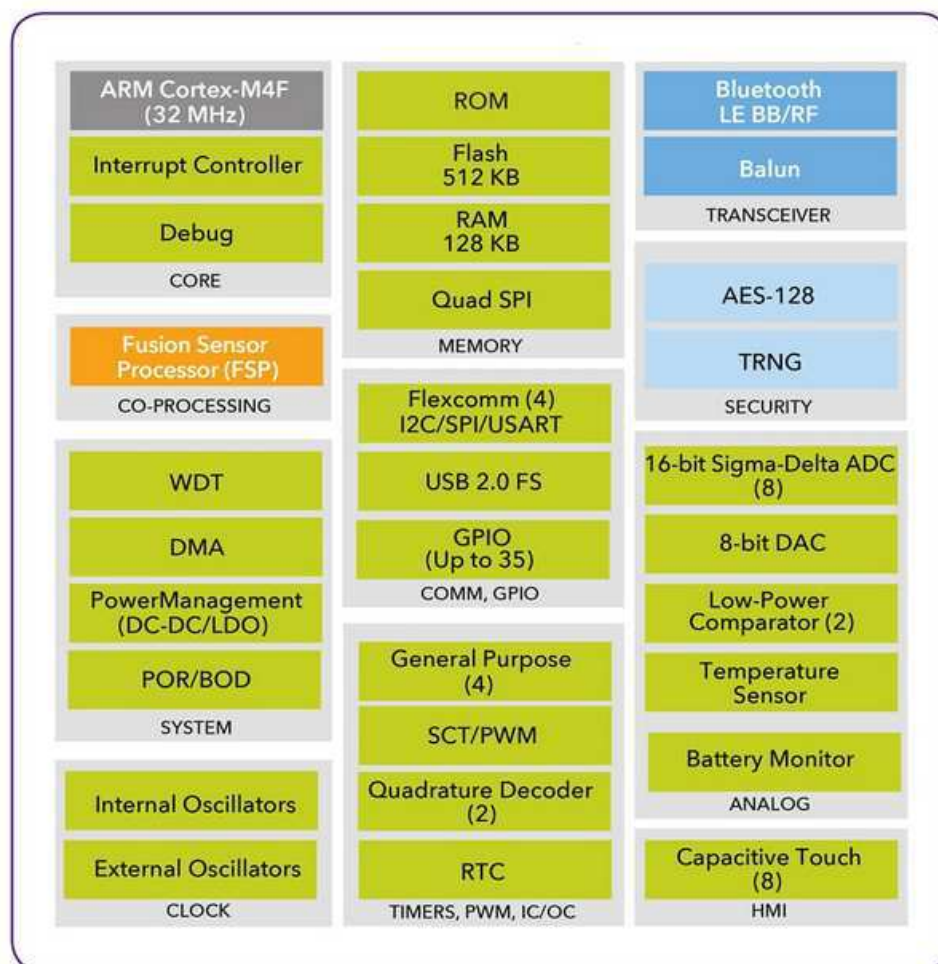 ARM Cortex-M4F
(32 MHz)
Interrupt Controller
Debug
CORE
Fusion Sensor
Processor (FSP)
CO-PROCESSING
WDT
DMA
PowerManagement
(DC-DC/LDO)
POR/BOD
SYSTEM
Internal Oscillators
External Oscillators
CLOCK
ROM
Flash
512 KB
RAM
128 KB
Quad SPI
MEMORY
Flexcomm (4)
I2C/SPI/USART
USB 2.0 FS
GPIO
(Up to 35)
COMM, GPIO
General Purpose
(4)
SCT/PWM
Quadrature Decoder
(2)
RTC
TIMERS, PWM, IC/OC
Bluetooth
LE BB/RF
Balun
TRANSCEIVER
AES-128
TRNG
SECURITY
16-bit Sigma-Delta ADC
(8)
8-bit DAC
Low-Power
Comparator (2)
Temperature
Sensor
Battery Monitor
ANALOG
Capacitive Touch
(8)
HMI